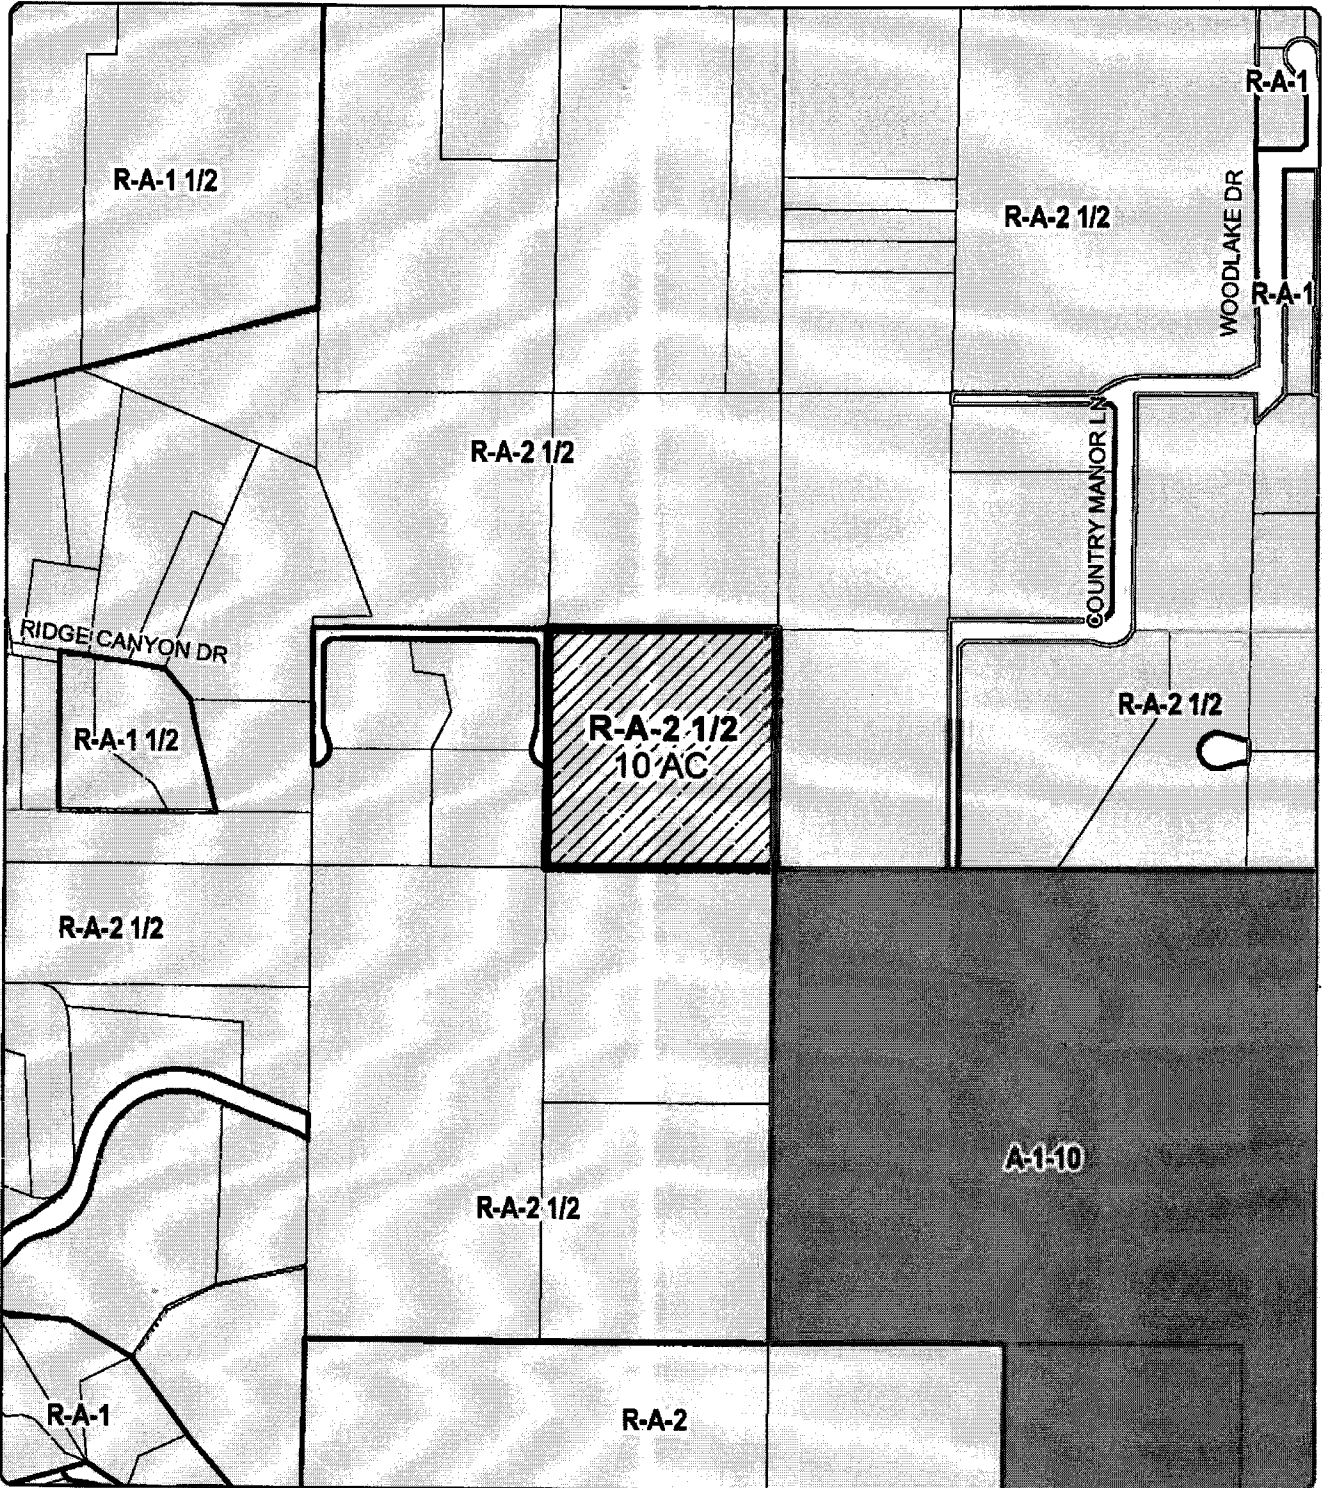 R-A-1
R-A-1 1/2
R-A-2 1/2
WOODLAKE DR
R-A-1
R-A-2 1/2
COUNTRY MANOR LN
RIDGE CANYON DR
R-A-2 1/2
R-A-2 1/2
10 AC
R-A-1 1/2
R-A-2 1/2
A-1-10
R-A-2 1/2
R-A-1
R-A-2